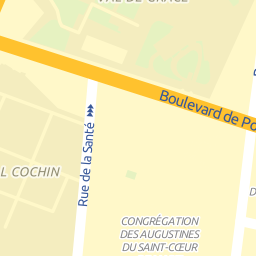 Boulevard de Po
Rue de la Santé
L COCHIN
CONGRÉGATION
DES AUGUSTINES
DU SAINT-CŒUR
D